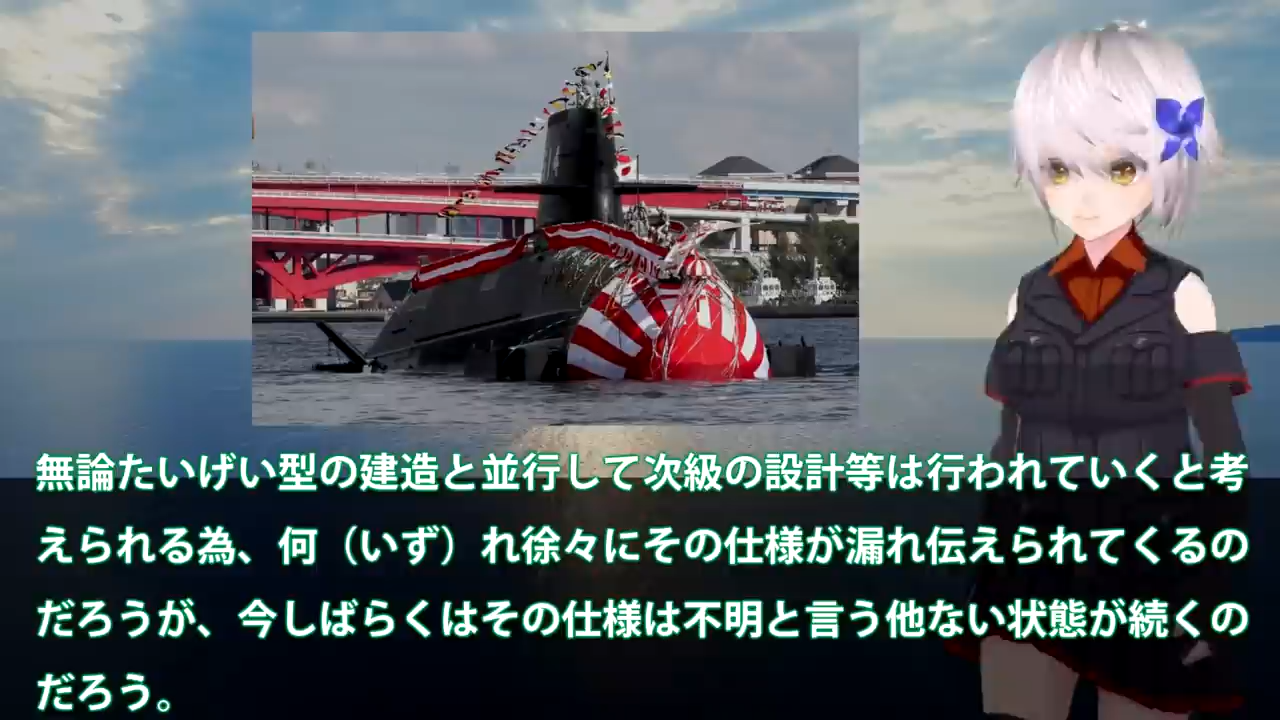 無論たいげい型の建造と並行して次級の設計等は行われていくと考
えられる為、何（いず）れ徐々にその仕様が漏れ伝えられてくるの
だろうが、今しばらくはその仕様は不明と言う他ない状態が続くの
だろう。